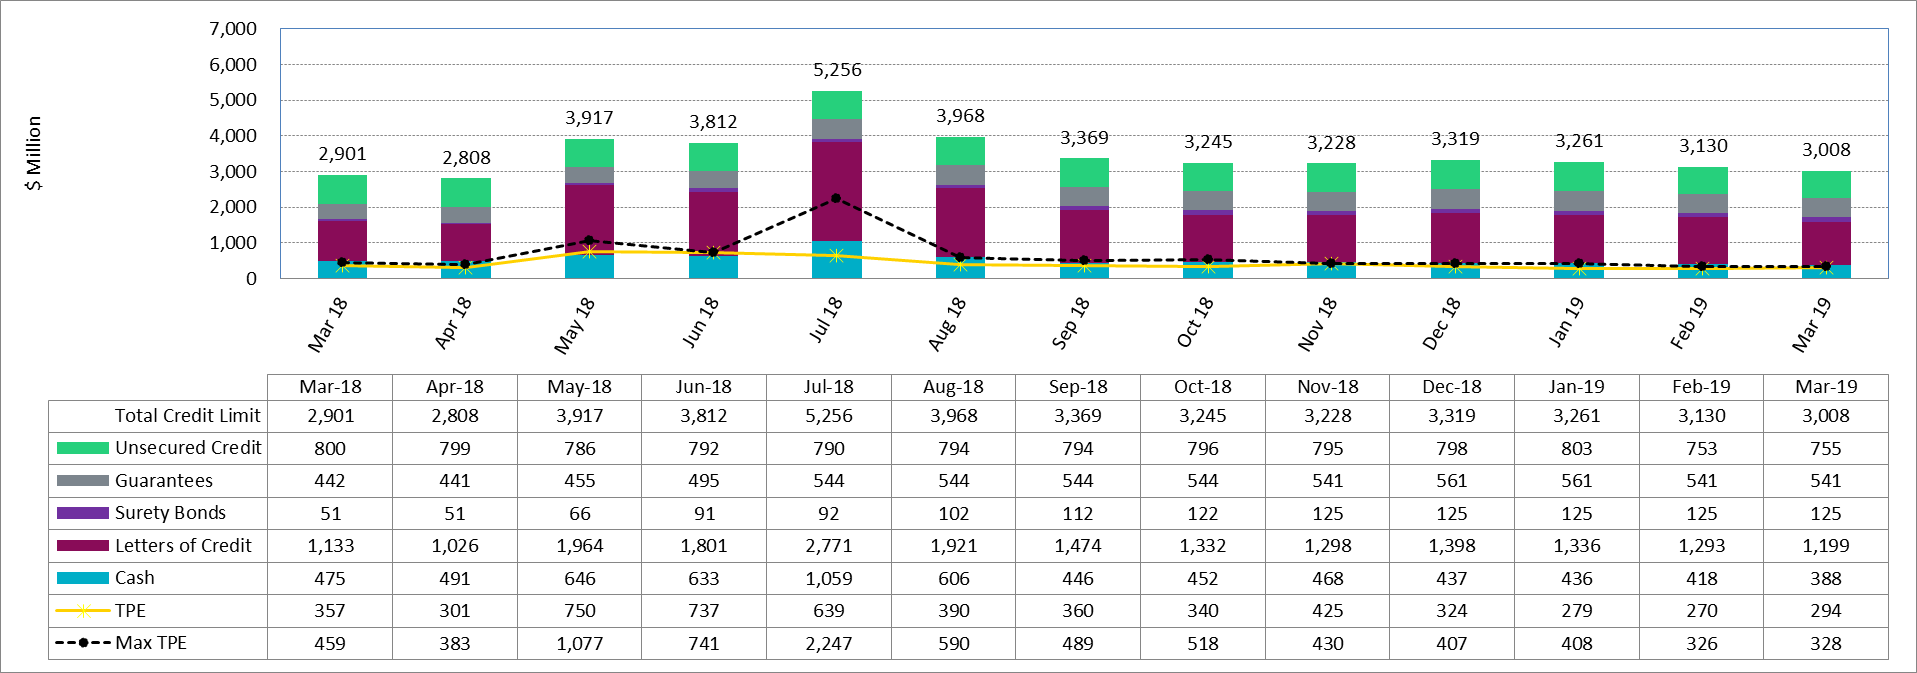 7,000
6,000
5,000
4,000
3,000
2,000
1,000
0
$ Million
2,901
2,808
3,917
3,812
5,256
3,968
3,369
3,245
3,228
3,319
3,261
3,130
3,008
Mar 18
Apr 18
May 18
Jun 18
Jul 18
Aug 18
Sep 18
Oct 18
Nov 18
Dec 18
Jan 19
Feb 19
Mar 19
Mar-18 Apr-18 May-18 Jun-18 Jul-18 Aug-18 Sep-18 Oct-18 Nov-18 Dec-18 Jan-19 Feb-19 Mar-19
Total Credit Limit 2,901 2,808 3,917 3,812 5,256 3,968 3,369 3,245 3,228 3,319 3,261 3,130 3,008
Unsecured Credit 800 799 786 792 790 794 794 796 795 798 803 753 755
Guarantees 442 441 455 495 544 544 544 544 541 561 561 541 541
Surety Bonds 51 51 66 91 92 102 112 122 125 125 125 125 125
Letters of Credit 1,133 1,026 1,964 1,801 2,771 1,921 1,474 1,332 1,298 1,398 1,336 1,293 1,199
Cash 475 491 646 633 1,059 606 446 452 468 437 436 418 388
TPE 357 301 750 737 639 390 360 340 425 324 279 270 294
Max TPE 459 383 1,077 741 2,247 590 489 518 430 407 408 326 328